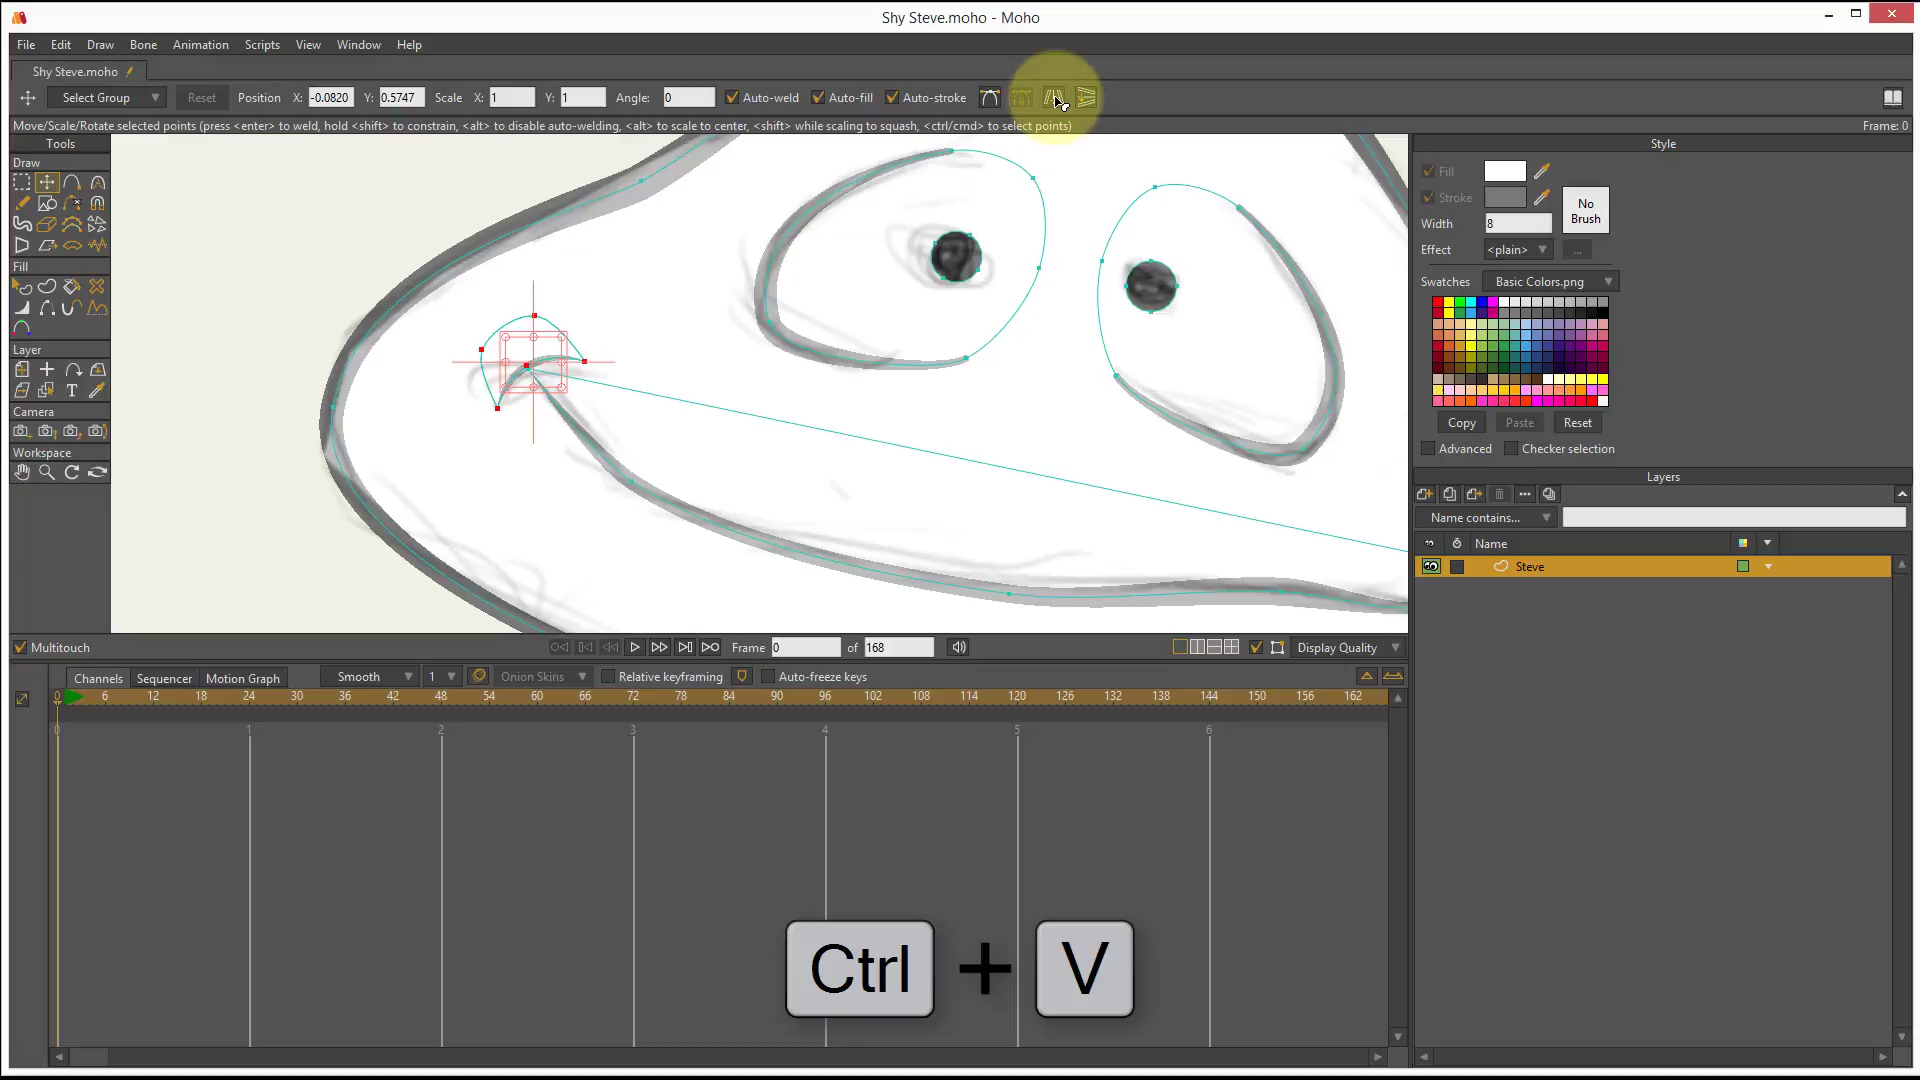 Shy Steve.moho - Moho
File Edit Draw Bone Animation Scripts View Window Help
Shy Steve.moho
Select Group Reset Position X: -0.0820 Y: 0.5747 Scale X: 1 Y: 1 Angle: 0 Auto-weld Auto-fill Auto-stroke
Move/Scale/Rotate selected points (press <enter> to weld, hold <shift> to constrain, <alt> to disable auto-welding, <alt> to scale to center, <shift> while scaling to squash, <ctrl/cmd> to select points) Frame: 0
Tools
Draw
Fill
Layer
Camera
Workspace
Style
Fill
Stroke
No
Brush
Width 8
Effect <plain> ...
Swatches Basic Colors.png
Copy Paste Reset
Advanced Checker selection
Layers
Name contains...
Name
Steve
Multitouch Frame 0 of 168 Display Quality
Channels Sequencer Motion Graph Smooth 1 Onion Skins Relative keyframing Auto-freeze keys
0 6 12 18 24 30 36 42 48 54 60 66 72 78 84 90 96 102 108 114 120 126 132 138 144 150 156 162
0 1 2 3 4 5 6
Ctrl + V